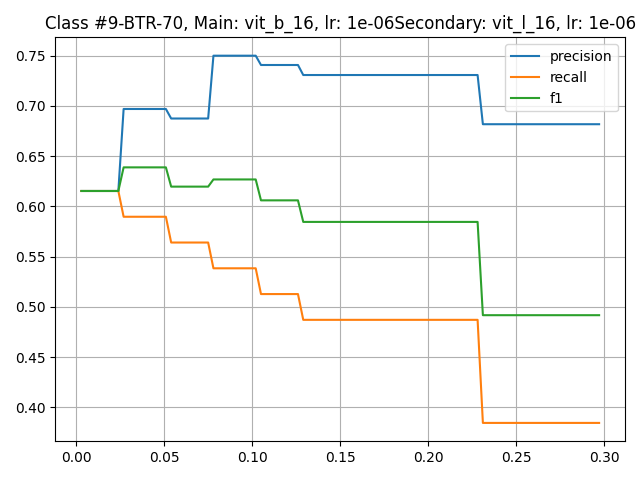 Class #9-BTR-70, Main: vit_b_16, lr: 1e-06Secondary: vit_l_16, lr: 1e-06
precision
recall
f1
0.75
0.70
0.65
0.60
0.55
0.50
0.45
0.40
0.00 0.05 0.10 0.15 0.20 0.25 0.30